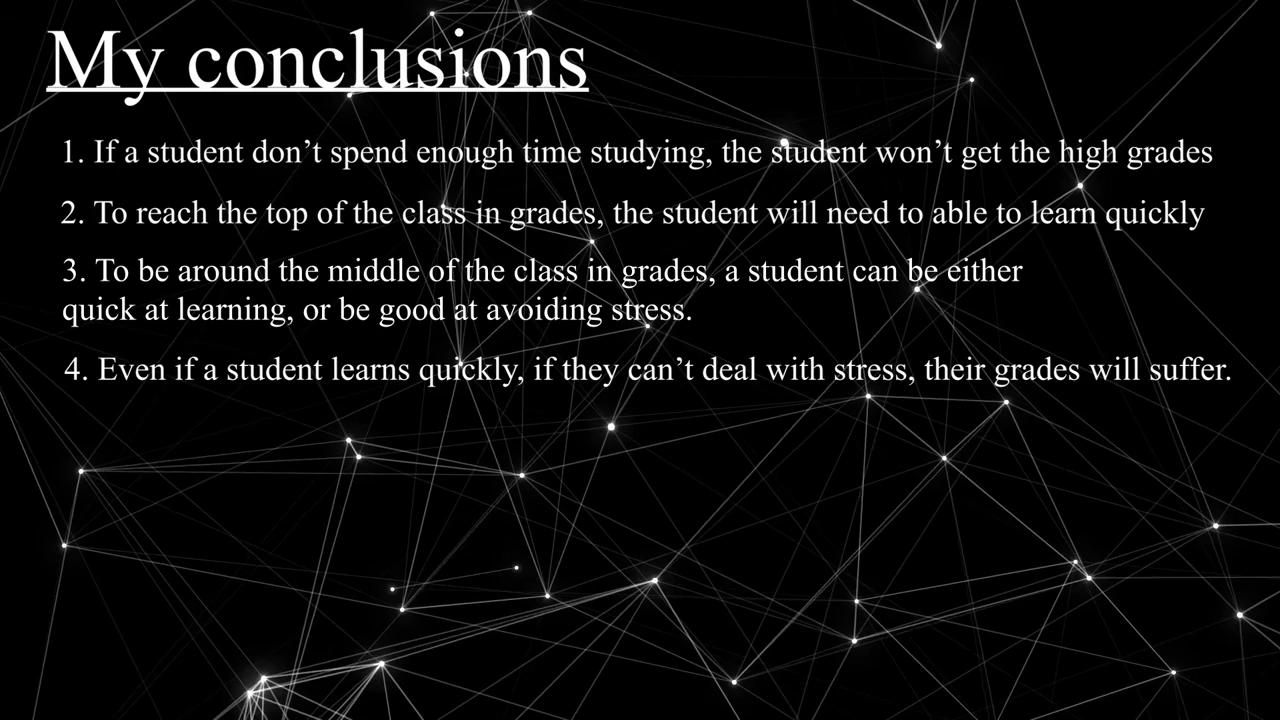 My conclusions
1. If a student don’t spend enough time studying, the student won’t get the high grades
2. To reach the top of the class in grades, the student will need to able to learn quickly
3. To be around the middle of the class in grades, a student can be either
quick at learning, or be good at avoiding stress.
4. Even if a student learns quickly, if they can’t deal with stress, their grades will suffer.